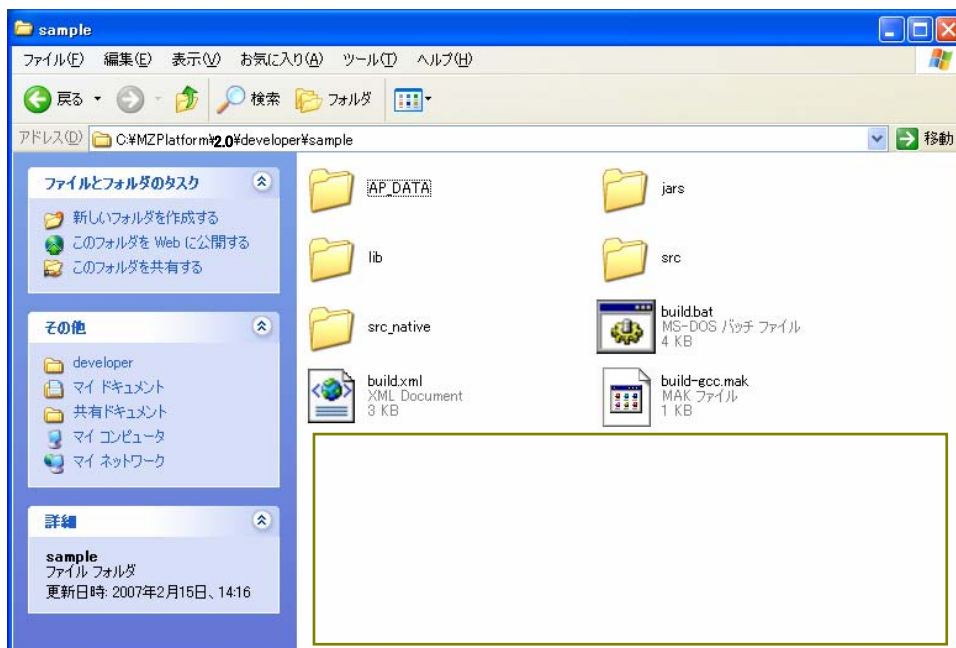 sample
ファイル(F) 編集(E) 表示(V) お気に入り(A) ツール(T) ヘルプ(H)
戻る 検索 フォルダ
アドレス(D) C:¥MZPlatform¥2.0¥developer¥sample 移動
ファイルとフォルダのタスク
新しいフォルダを作成する
このフォルダを Web に公開する
このフォルダを共有する
その他
developer
マイ ドキュメント
共有ドキュメント
マイ コンピュータ
マイ ネットワーク
詳細
sample
ファイル フォルダ
更新日時: 2007年2月15日、14:16
AP_DATA
jars
lib
src
src_native
build.bat
MS-DOS バッチ ファイル
4 KB
build.xml
XML Document
3 KB
build-gcc.mak
MAK ファイル
1 KB